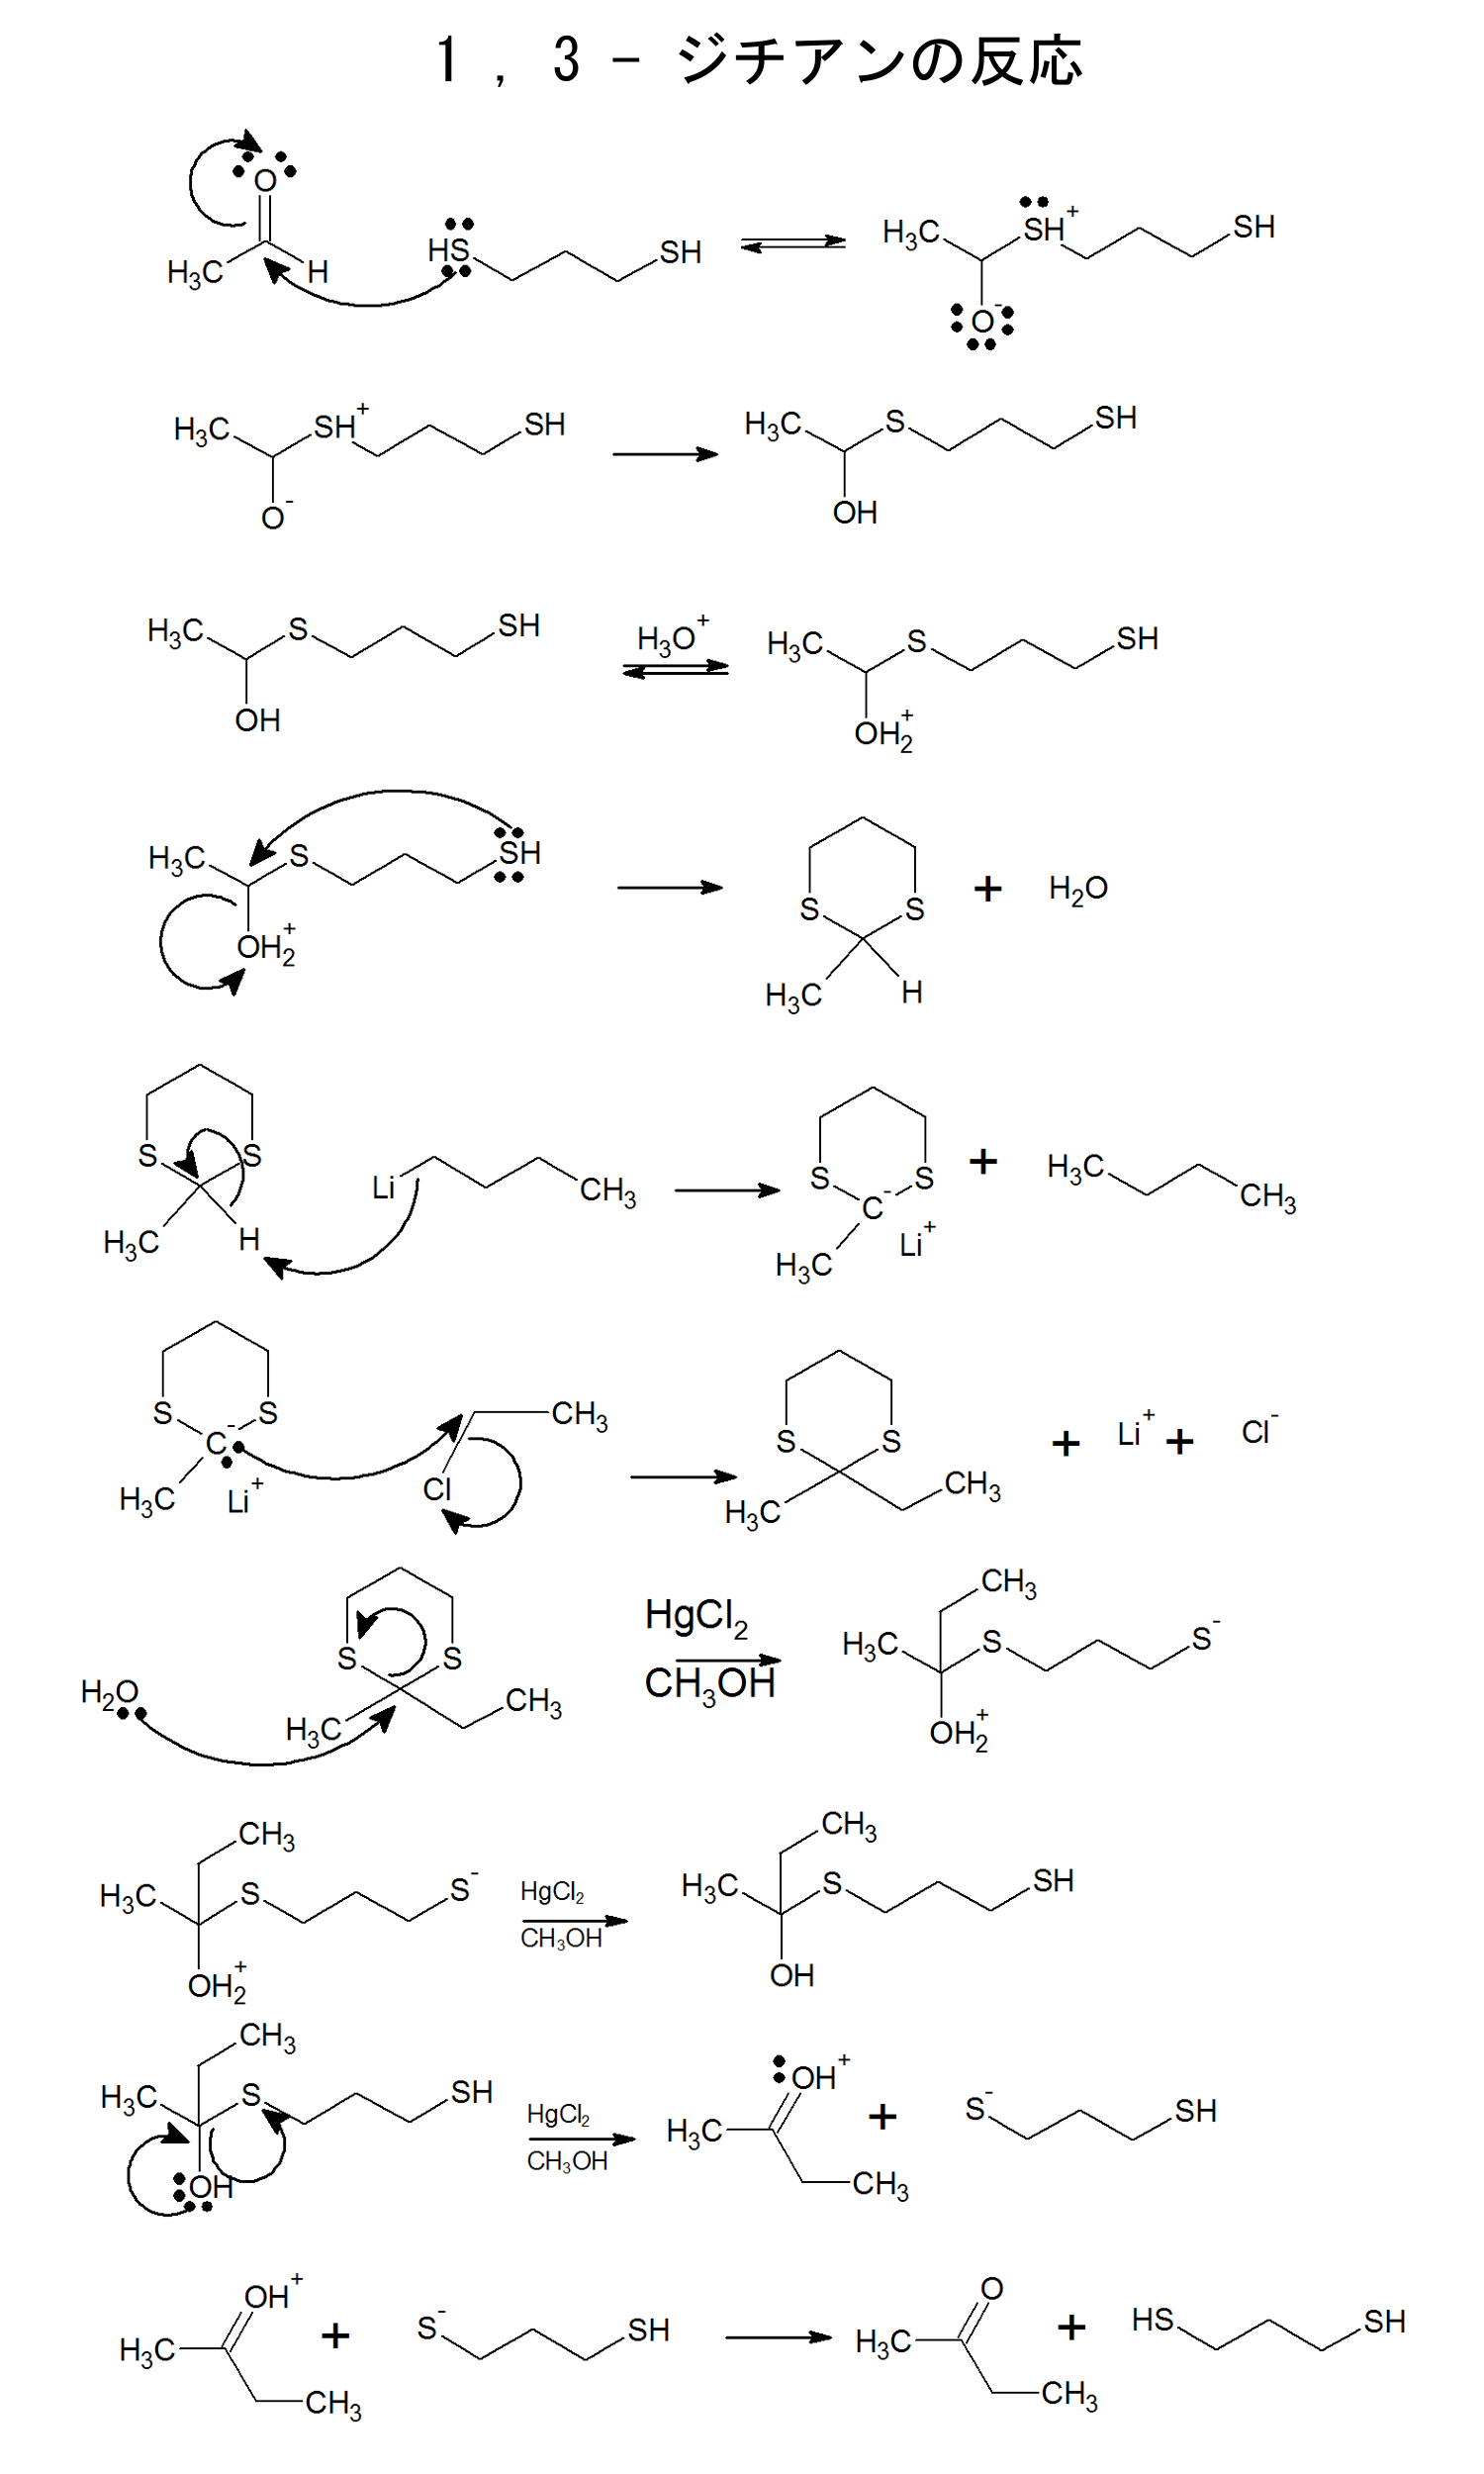 1,3-ジチアンの反応
O HS SH H₃C H H₃C SH⁺ SH O⁻
H₃C SH⁺ SH O⁻ H₃C S SH OH
H₃C S SH OH H₃O⁺ H₃C S SH OH₂⁺
H₃C S SH OH₂⁺ S S H₃C H + H₂O
S S H₃C H Li CH₃ S S C⁻ Li⁺ H₃C + H₃C CH₃
S S C⁻ Li⁺ H₃C Cl CH₃ S S H₃C CH₃ + Li⁺ + Cl⁻
H₂O S S H₃C CH₃ HgCl₂ CH₃OH CH₃ H₃C S S⁻ OH₂⁺
CH₃ H₃C S S⁻ OH₂⁺ HgCl₂ CH₃OH CH₃ H₃C S SH OH
CH₃ H₃C S SH OH HgCl₂ CH₃OH OH⁺ H₃C CH₃ + S⁻ SH
OH⁺ H₃C CH₃ + S⁻ SH O H₃C CH₃ + HS SH